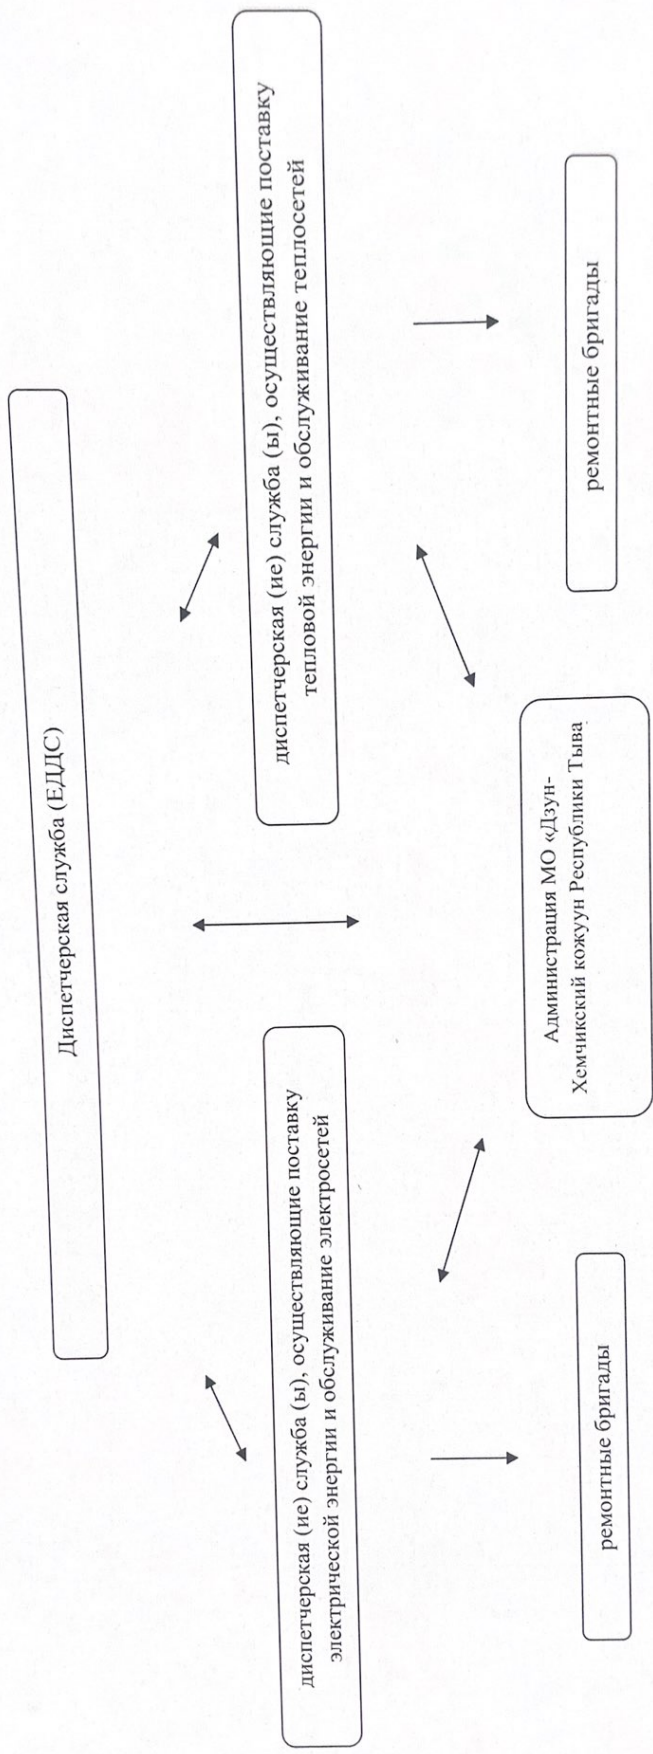 Диспетчерская служба (ЕДДС)
диспетчерская (ие) служба (ы), осуществляющие поставку
электрической энергии и обслуживание электросетей
диспетчерская (ие) служба (ы), осуществляющие поставку
тепловой энергии и обслуживание теплосетей
ремонтные бригады
Администрация МО «Дзун-
Хемчикский кожуун Республики Тыва
ремонтные бригады